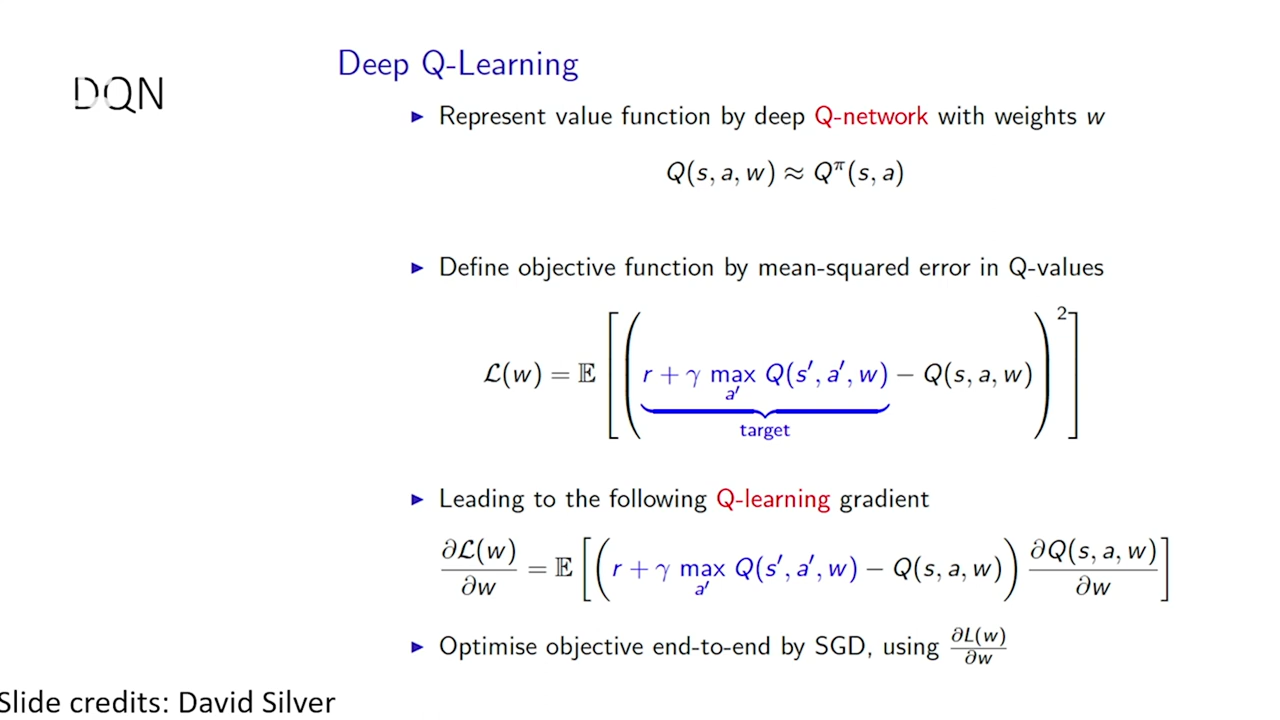 DQN
Deep Q-Learning
▶ Represent value function by deep Q-network with weights w
Q(s, a, w) ≈ Q^π(s, a)
▶ Define objective function by mean-squared error in Q-values
ℒ(w) = 𝔼 [ ( r + γ max_{a′} Q(s′, a′, w) − Q(s, a, w) )² ]
target
▶ Leading to the following Q-learning gradient
∂ℒ(w)/∂w = 𝔼 [ ( r + γ max_{a′} Q(s′, a′, w) − Q(s, a, w) ) ∂Q(s, a, w)/∂w ]
▶ Optimise objective end-to-end by SGD, using ∂L(w)/∂w
Slide credits: David Silver